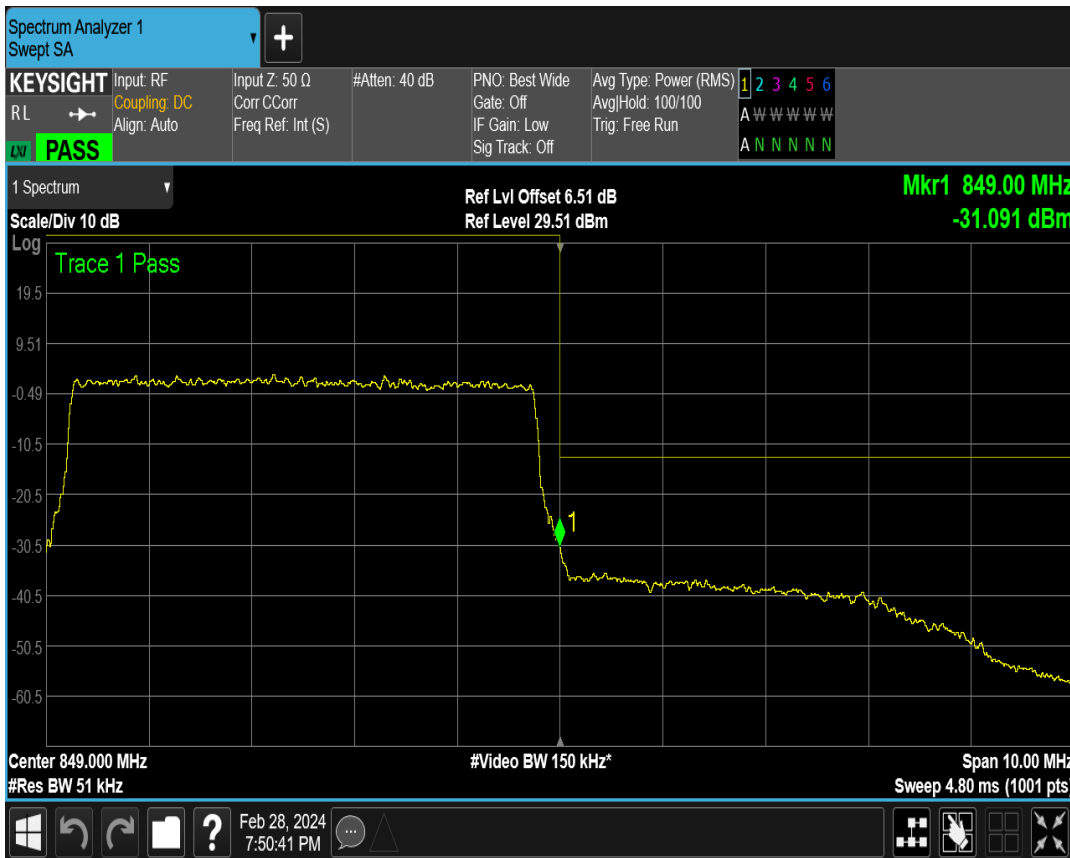 Spectrum Analyzer 1
Swept SA
+
KEYSIGHT
RL
LXI PASS
Input: RF
Coupling: DC
Align: Auto
Input Z: 50 Ω
Corr CCorr
Freq Ref: Int (S)
#Atten: 40 dB
PNO: Best Wide
Gate: Off
IF Gain: Low
Sig Track: Off
Avg Type: Power (RMS)
Avg|Hold: 100/100
Trig: Free Run
1 2 3 4 5 6
A W W W W W
A N N N N N
1 Spectrum
Scale/Div 10 dB
Ref Lvl Offset 6.51 dB
Ref Level 29.51 dBm
Mkr1 849.00 MHz
-31.091 dBm
Log
Trace 1 Pass
19.5
9.51
-0.49
-10.5
-20.5
1
-30.5
-40.5
-50.5
-60.5
Center 849.000 MHz
#Video BW 150 kHz*
Span 10.00 MHz
#Res BW 51 kHz
Sweep 4.80 ms (1001 pts)
?
Feb 28, 2024
7:50:41 PM